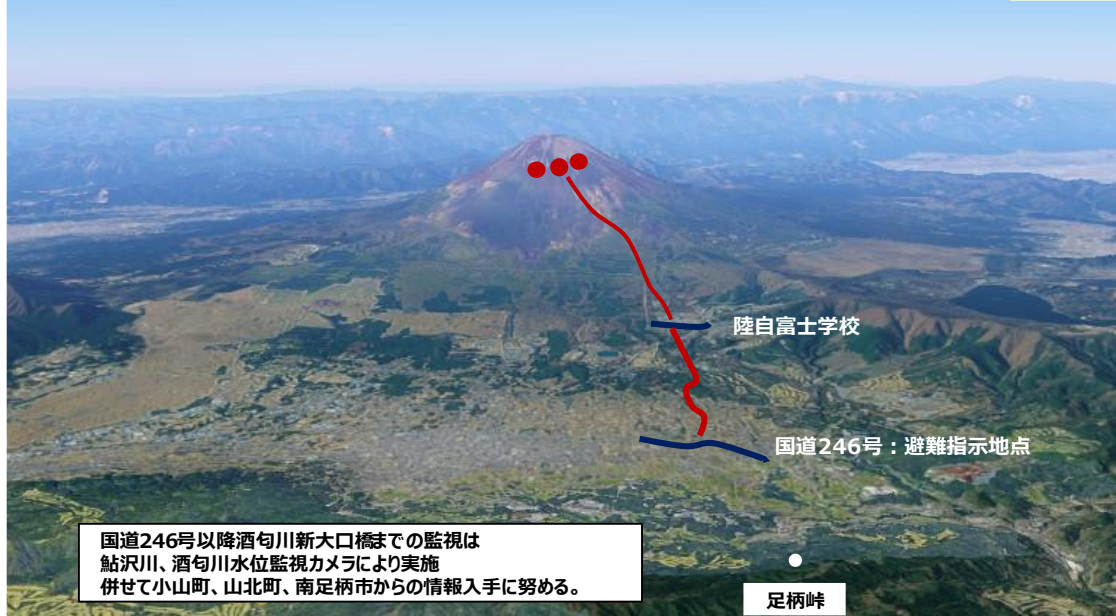 陸自富士学校
国道246号：避難指示地点
国道246号以降酒匂川新大口橋までの監視は
鮎沢川、酒匂川水位監視カメラにより実施
併せて小山町、山北町、南足柄市からの情報入手に努める。
足柄峠